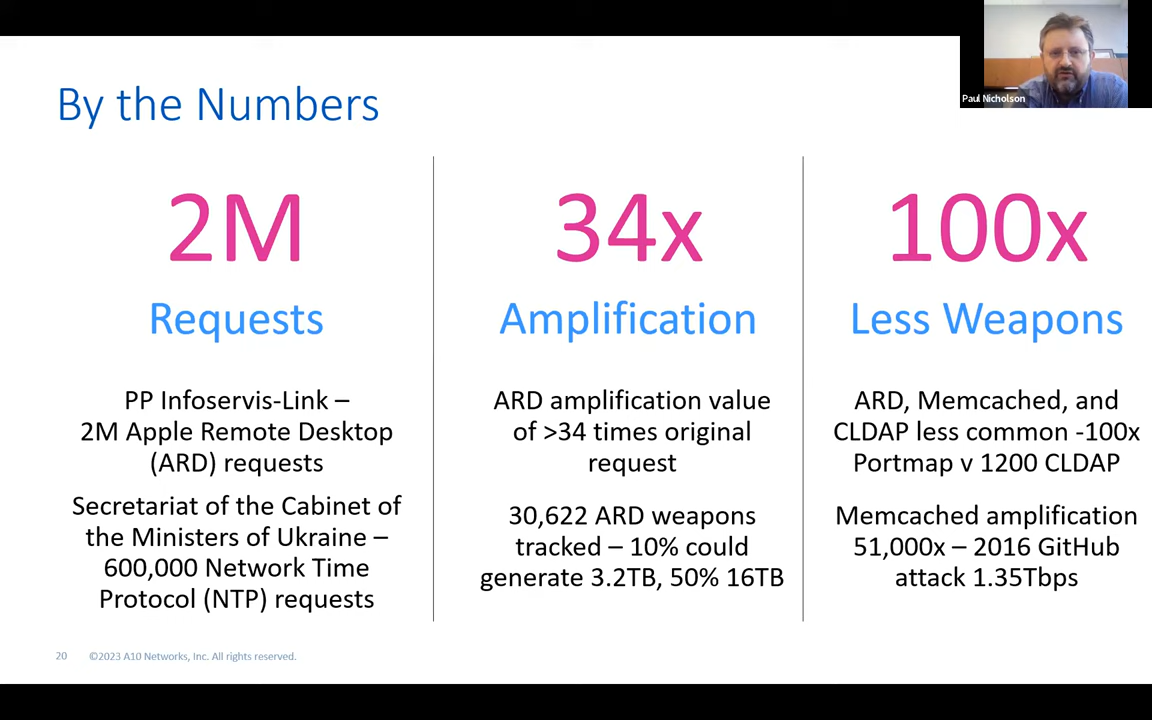 Paul Nicholson
By the Numbers
2M
Requests
PP Infoservis-Link –
2M Apple Remote Desktop
(ARD) requests
Secretariat of the Cabinet of
the Ministers of Ukraine –
600,000 Network Time
Protocol (NTP) requests
34x
Amplification
ARD amplification value
of >34 times original
request
30,622 ARD weapons
tracked – 10% could
generate 3.2TB, 50% 16TB
100x
Less Weapons
ARD, Memcached, and
CLDAP less common -100x
Portmap v 1200 CLDAP
Memcached amplification
51,000x – 2016 GitHub
attack 1.35Tbps
20 ©2023 A10 Networks, Inc. All rights reserved.